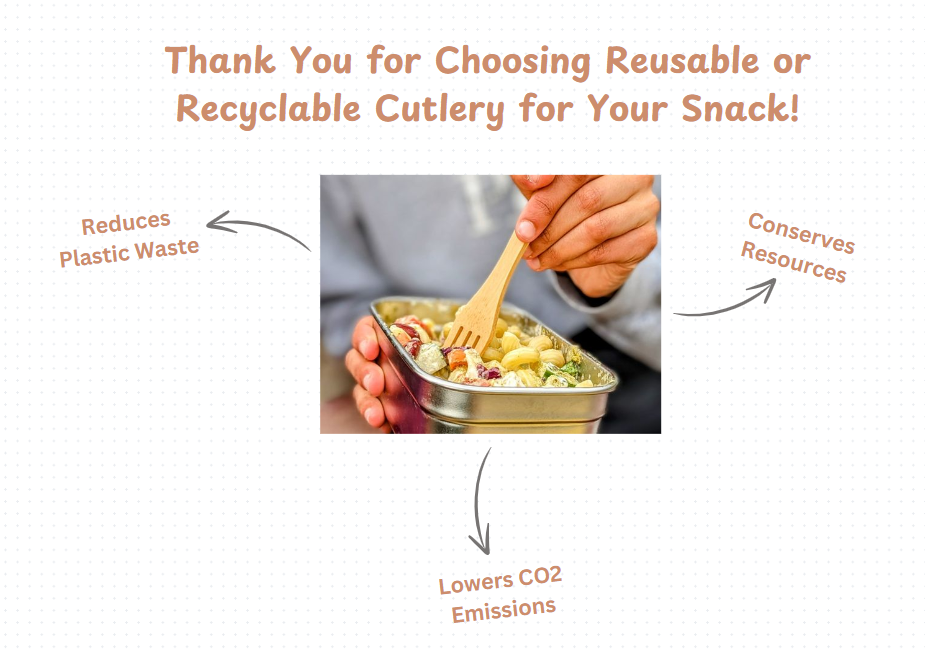 Thank You for Choosing Reusable or
Recyclable Cutlery for Your Snack!
Reduces
Plastic Waste
Conserves
Resources
Lowers CO2
Emissions